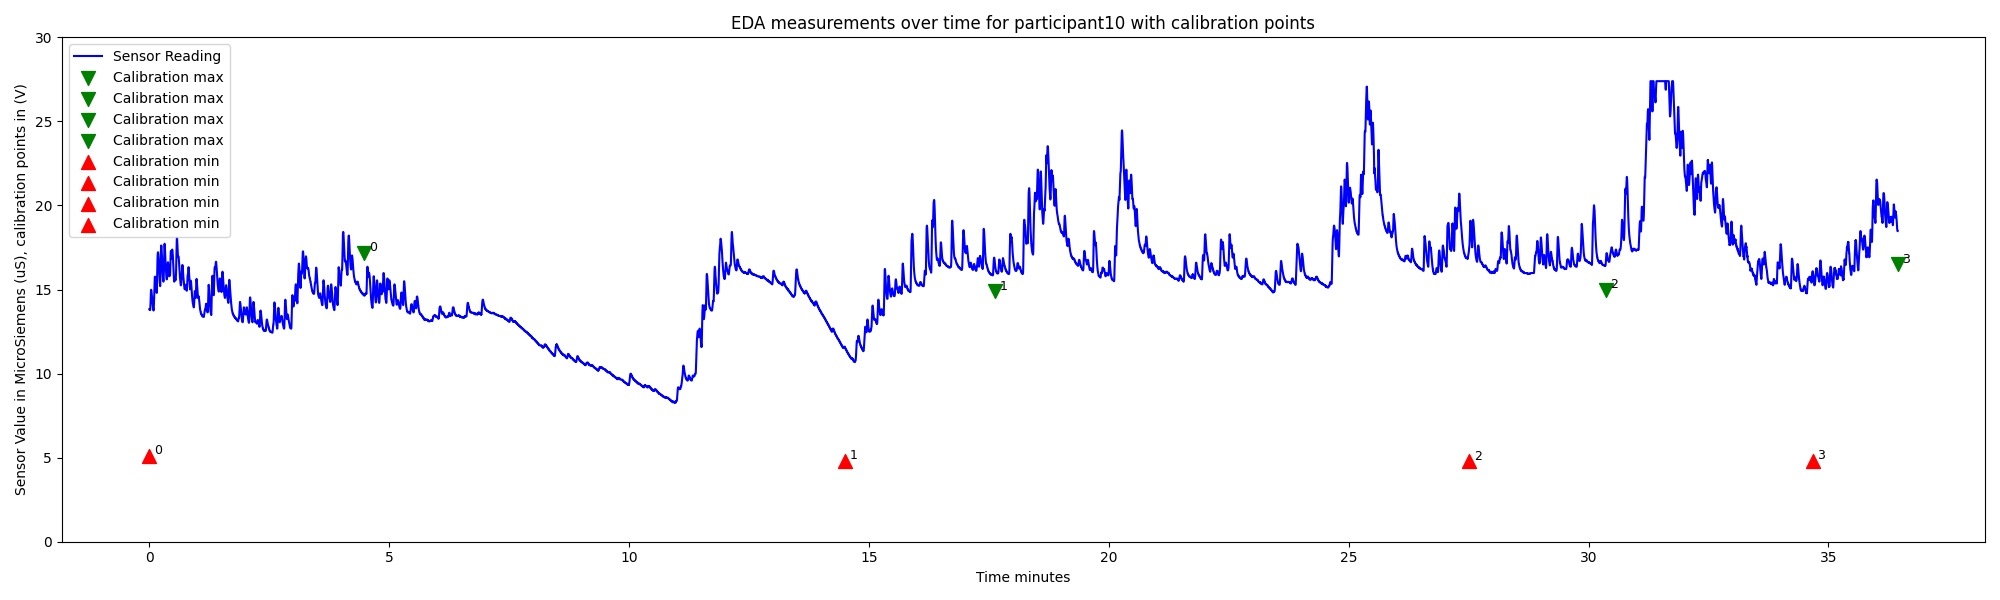 EDA measurements over time for participant10 with calibration points
30
25
20
15
10
5
0
Sensor Value in MicroSiemens (uS), calibration points in (V)
Sensor Reading
Calibration max
Calibration max
Calibration max
Calibration max
Calibration min
Calibration min
Calibration min
Calibration min
0
1
2
3
0
1
2
3
0
5
10
15
20
25
30
35
Time minutes